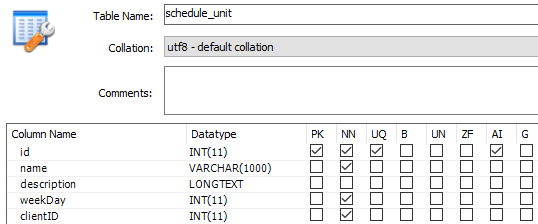 Table Name: schedule_unit
Collation: utf8 - default collation
Comments:
Column Name Datatype PK NN UQ B UN ZF AI G
id INT(11)
name VARCHAR(1000)
description LONGTEXT
weekDay INT(11)
clientID INT(11)